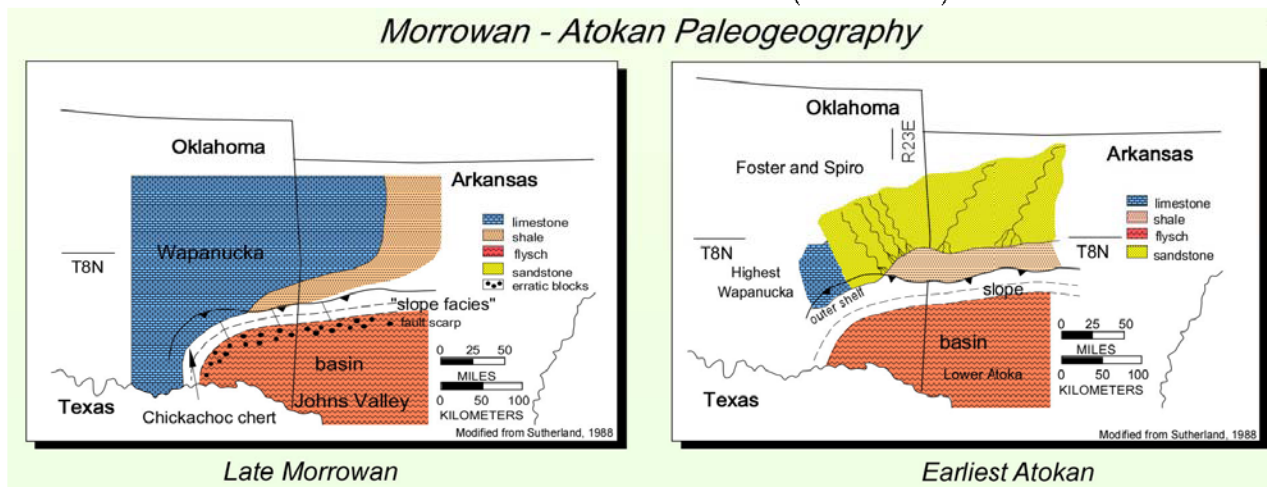 Morrowan - Atokan Paleogeography
Oklahoma
Arkansas
limestone
shale
flysch
sandstone
erratic blocks
Wapanucka
T8N
"slope facies"
fault scarp
basin
0 25 50
MILES
0 50 100
KILOMETERS
Johns Valley
Texas
Chickachoc chert
Modified from Sutherland, 1988
Late Morrowan
Oklahoma
R23E
Foster and Spiro
Arkansas
limestone
shale
flysch
sandstone
T8N
T8N
Highest
Wapanucka
outer shelf
slope
basin
Lower Atoka
0 25 50
MILES
0 50 100
KILOMETERS
Texas
Modified from Sutherland, 1988
Earliest Atokan